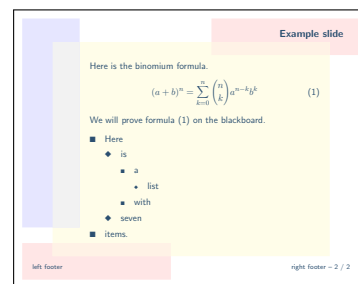 Example slide
Here is the binomium formula.
(a + b)^n = \sum_{k=0}^{n} \binom{n}{k} a^{n-k} b^k (1)
We will prove formula (1) on the blackboard.
■ Here
◆ is
■ a
• list
■ with
◆ seven
■ items.
left footer right footer – 2 / 2